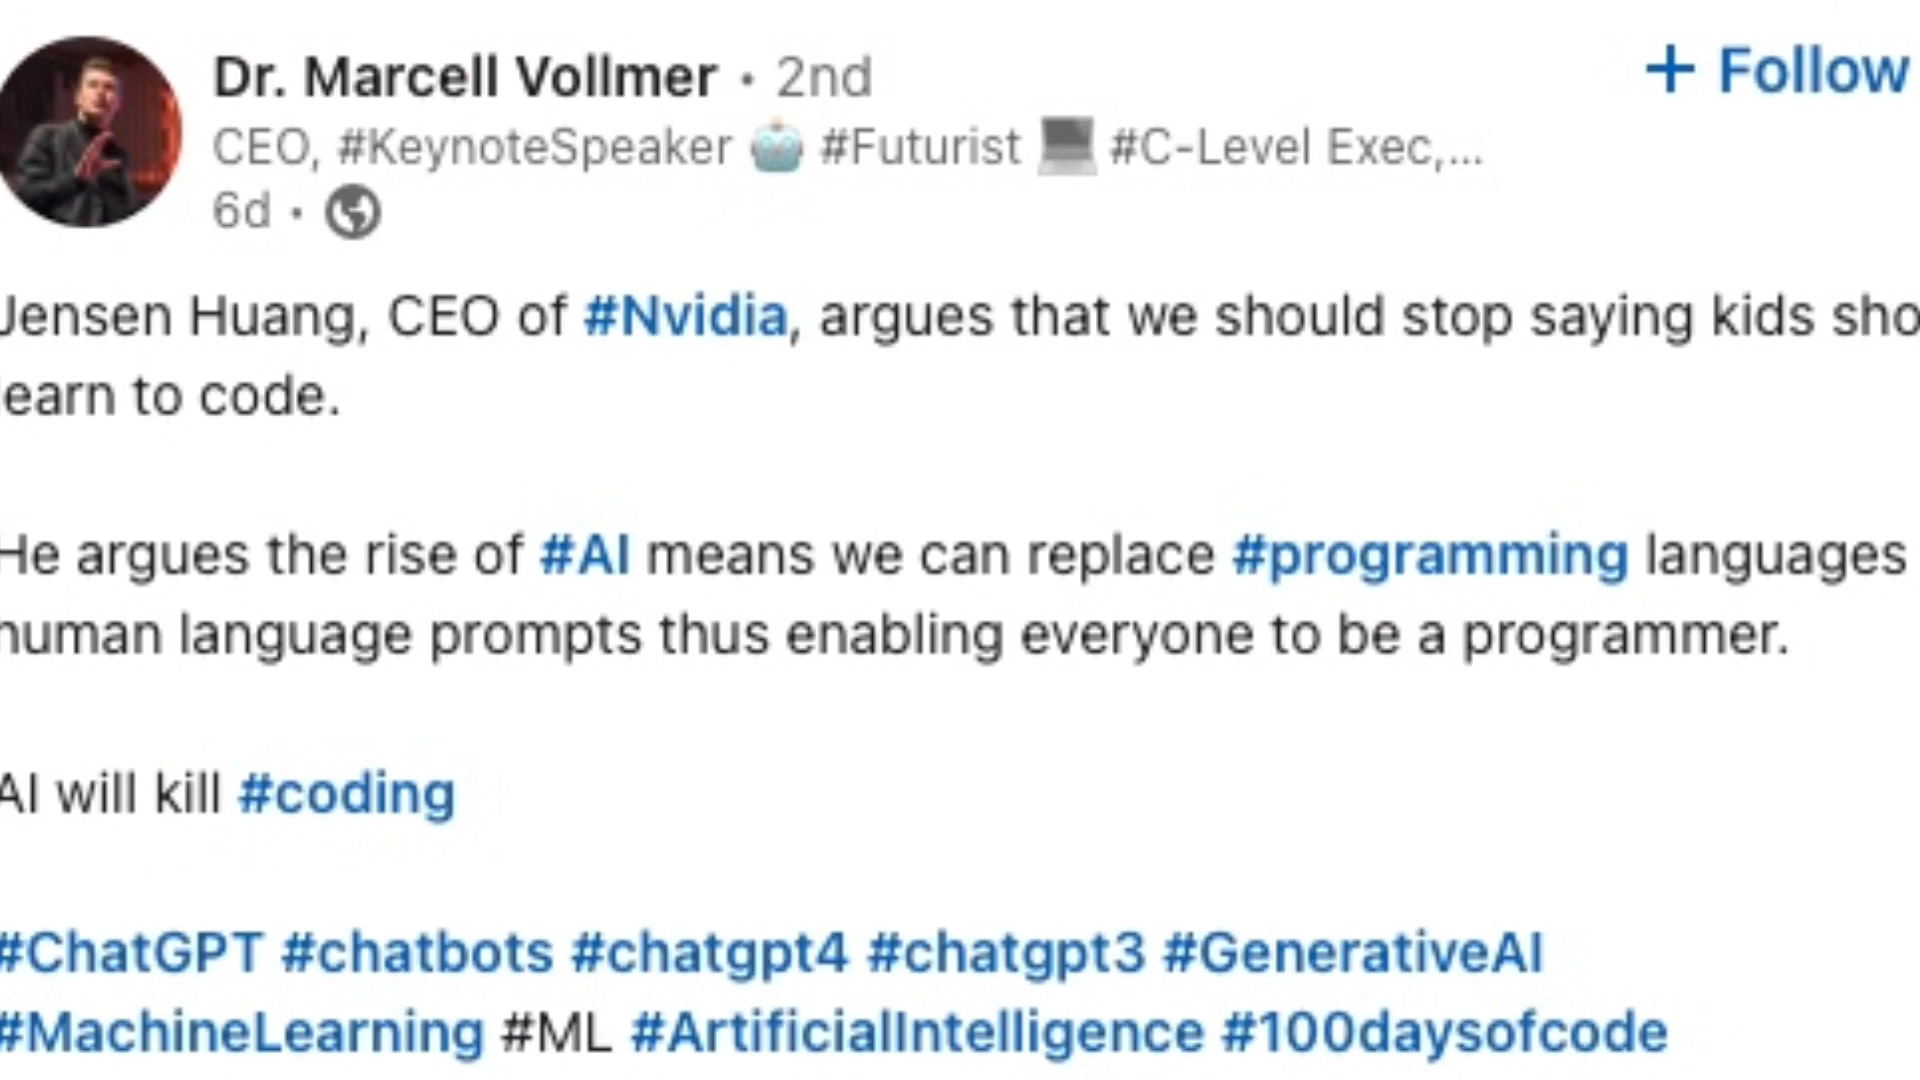 Dr. Marcell Vollmer • 2nd
+ Follow
CEO, #KeynoteSpeaker 🤖 #Futurist 💻 #C-Level Exec,...
6d •
Jensen Huang, CEO of #Nvidia, argues that we should stop saying kids sho
learn to code.
He argues the rise of #AI means we can replace #programming languages
human language prompts thus enabling everyone to be a programmer.
AI will kill #coding
#ChatGPT #chatbots #chatgpt4 #chatgpt3 #GenerativeAI
#MachineLearning #ML #ArtificialIntelligence #100daysofcode